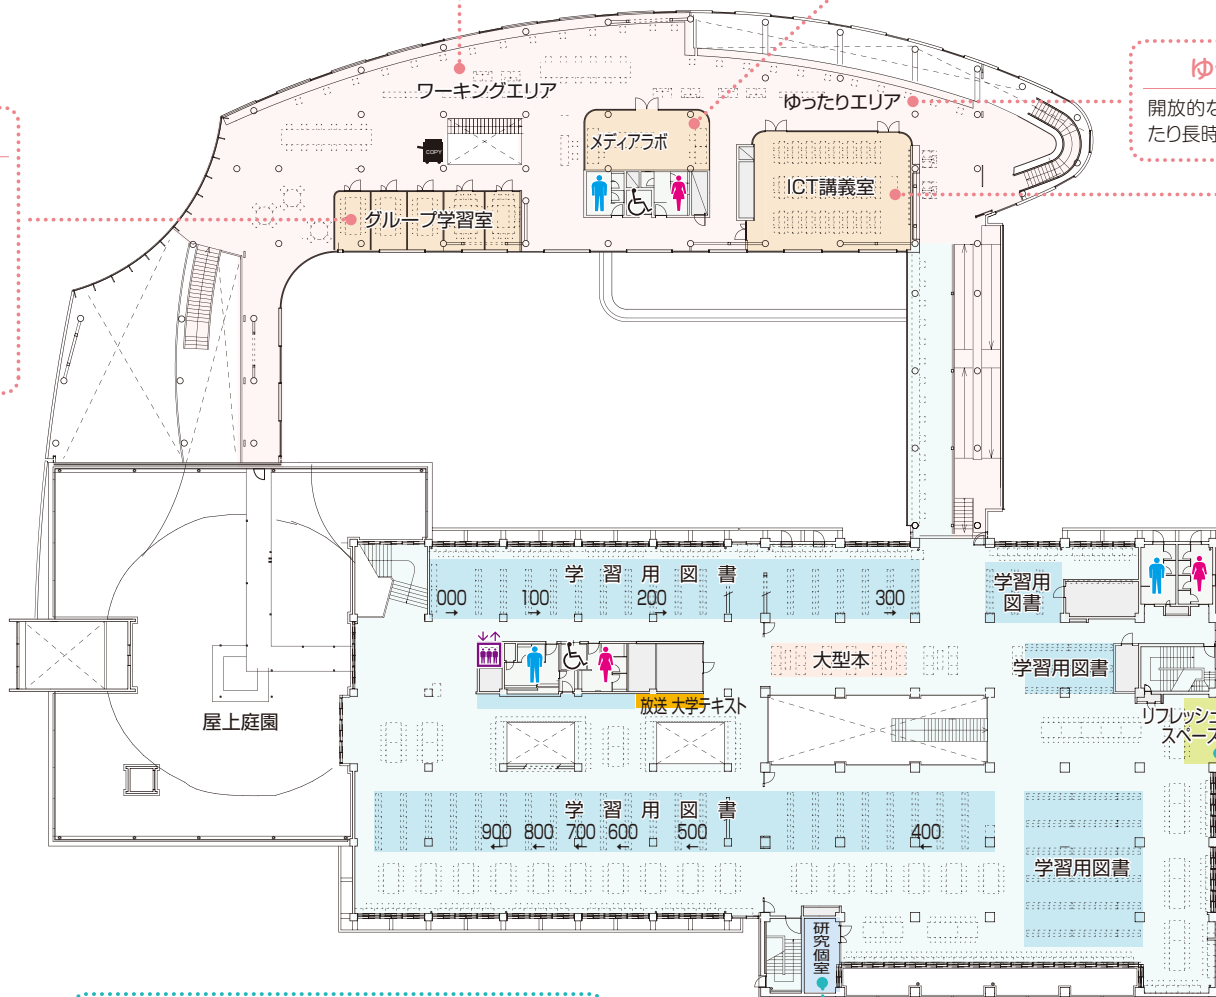 ワーキングエリア
ゆったりエリア
ゆ
開放的な
たり長時
メディアラボ
COPY
ICT講義室
グループ学習室
学習用図書
000
100
200
300
学習用
図書
大型本
学習用図書
放送大学テキスト
リフレッシュ
スペース
屋上庭園
学習用図書
900
800
700
600
500
400
学習用図書
研究個室